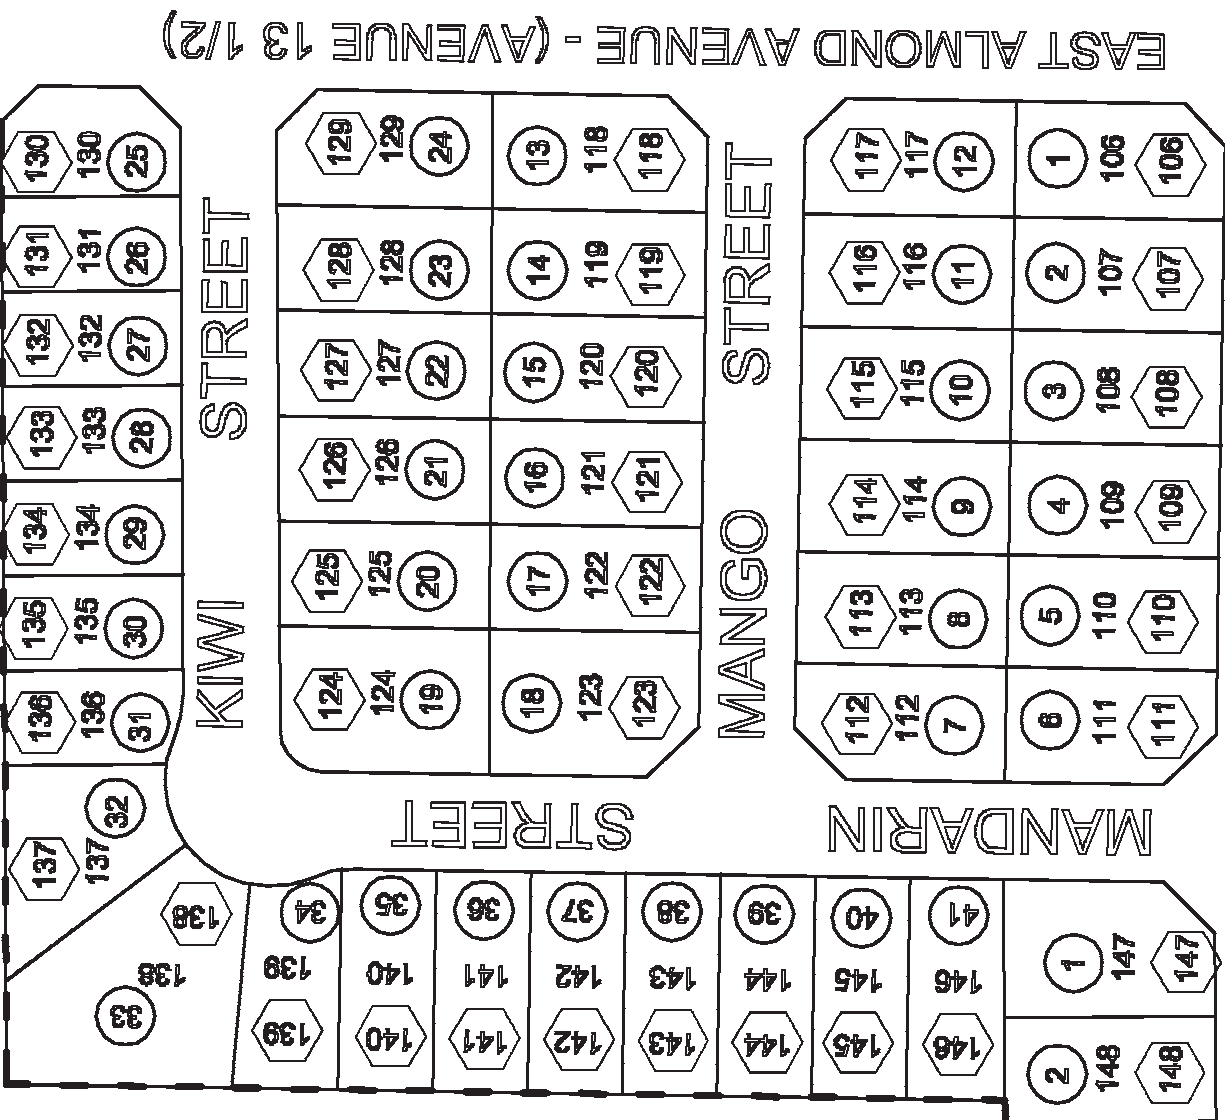 EAST ALMOND AVENUE - (AVENUE 13 1/2)
130 130 25
129 129 24
13 118 118
117 117 12
1 106 106
131 131 26
128 128 23
14 119 119
116 116 11
2 107 107
132 132 27
127 127 22
15 120 120
115 115 10
3 108 108
133 133 28
126 126 21
16 121 121
114 114 9
4 109 109
134 134 29
125 125 20
17 122 122
113 113 8
5 110 110
135 135 30
124 124 19
18 123 123
112 112 7
6 111 111
136 136 31
KIWI STREET
MANGO STREET
MANDARIN STREET
137 137 32
138 138 33
34 139 139
35 140 140
36 141 141
37 142 142
38 143 143
39 144 144
40 145 145
41 146 146
1 147 147
2 148 148